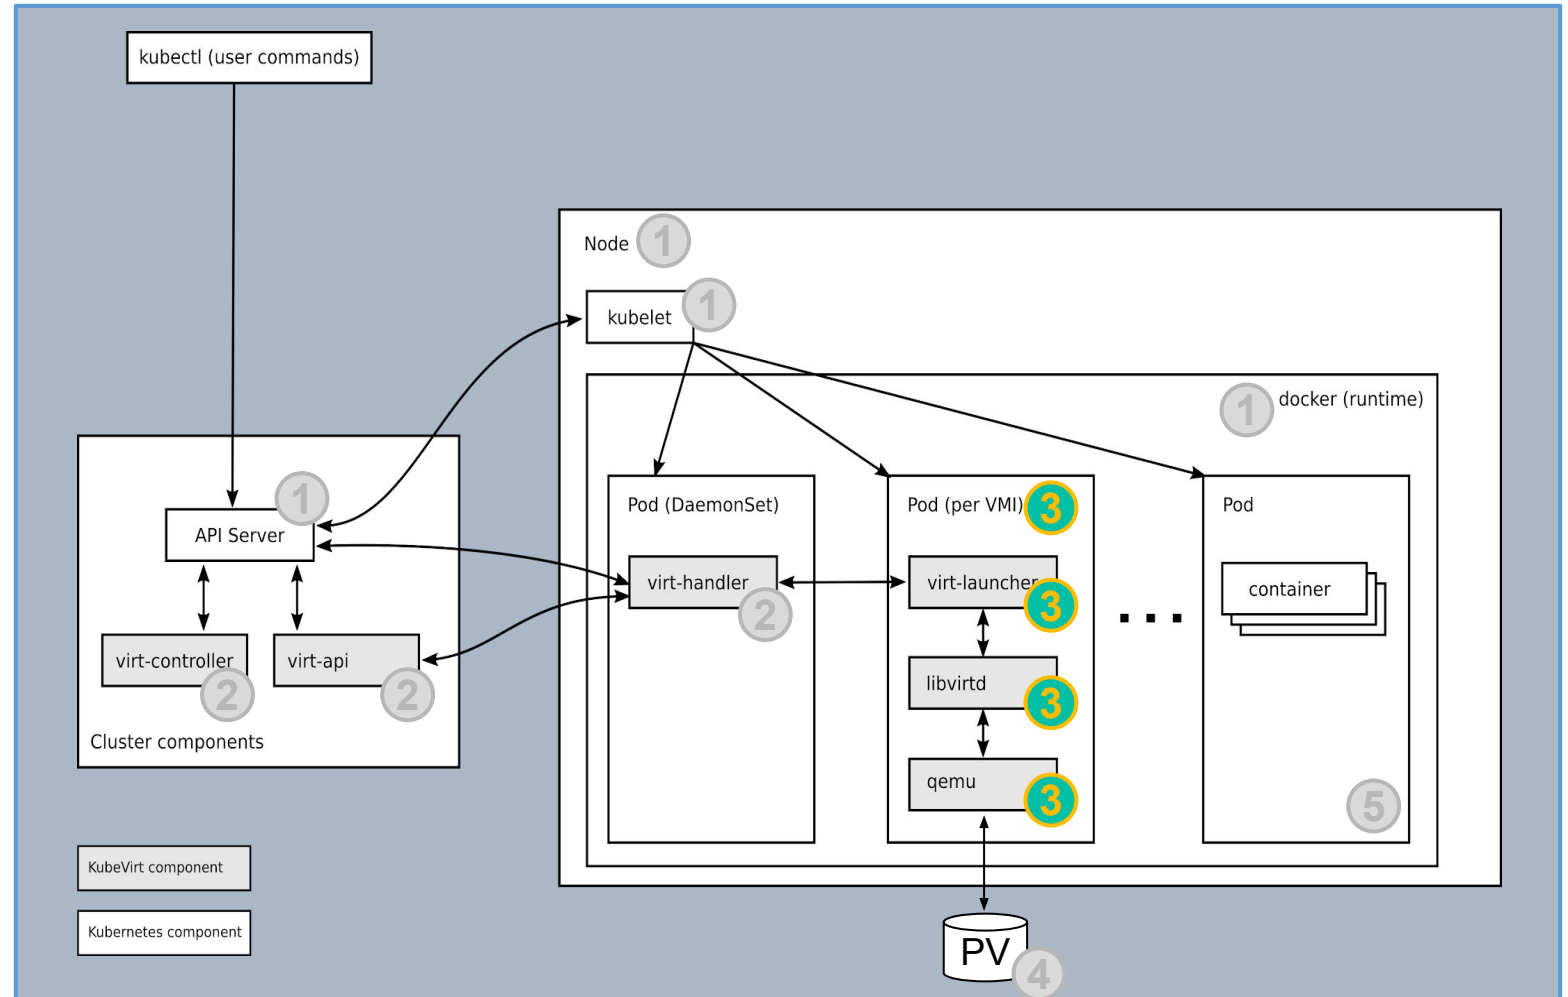 kubectl (user commands)
Node 1
kubelet 1
1 docker (runtime)
1
API Server
virt-controller 2
virt-api 2
Cluster components
Pod (DaemonSet)
virt-handler 2
Pod (per VMI) 3
virt-launcher 3
libvirtd 3
qemu 3
...
Pod
container
5
KubeVirt component
Kubernetes component
PV 4